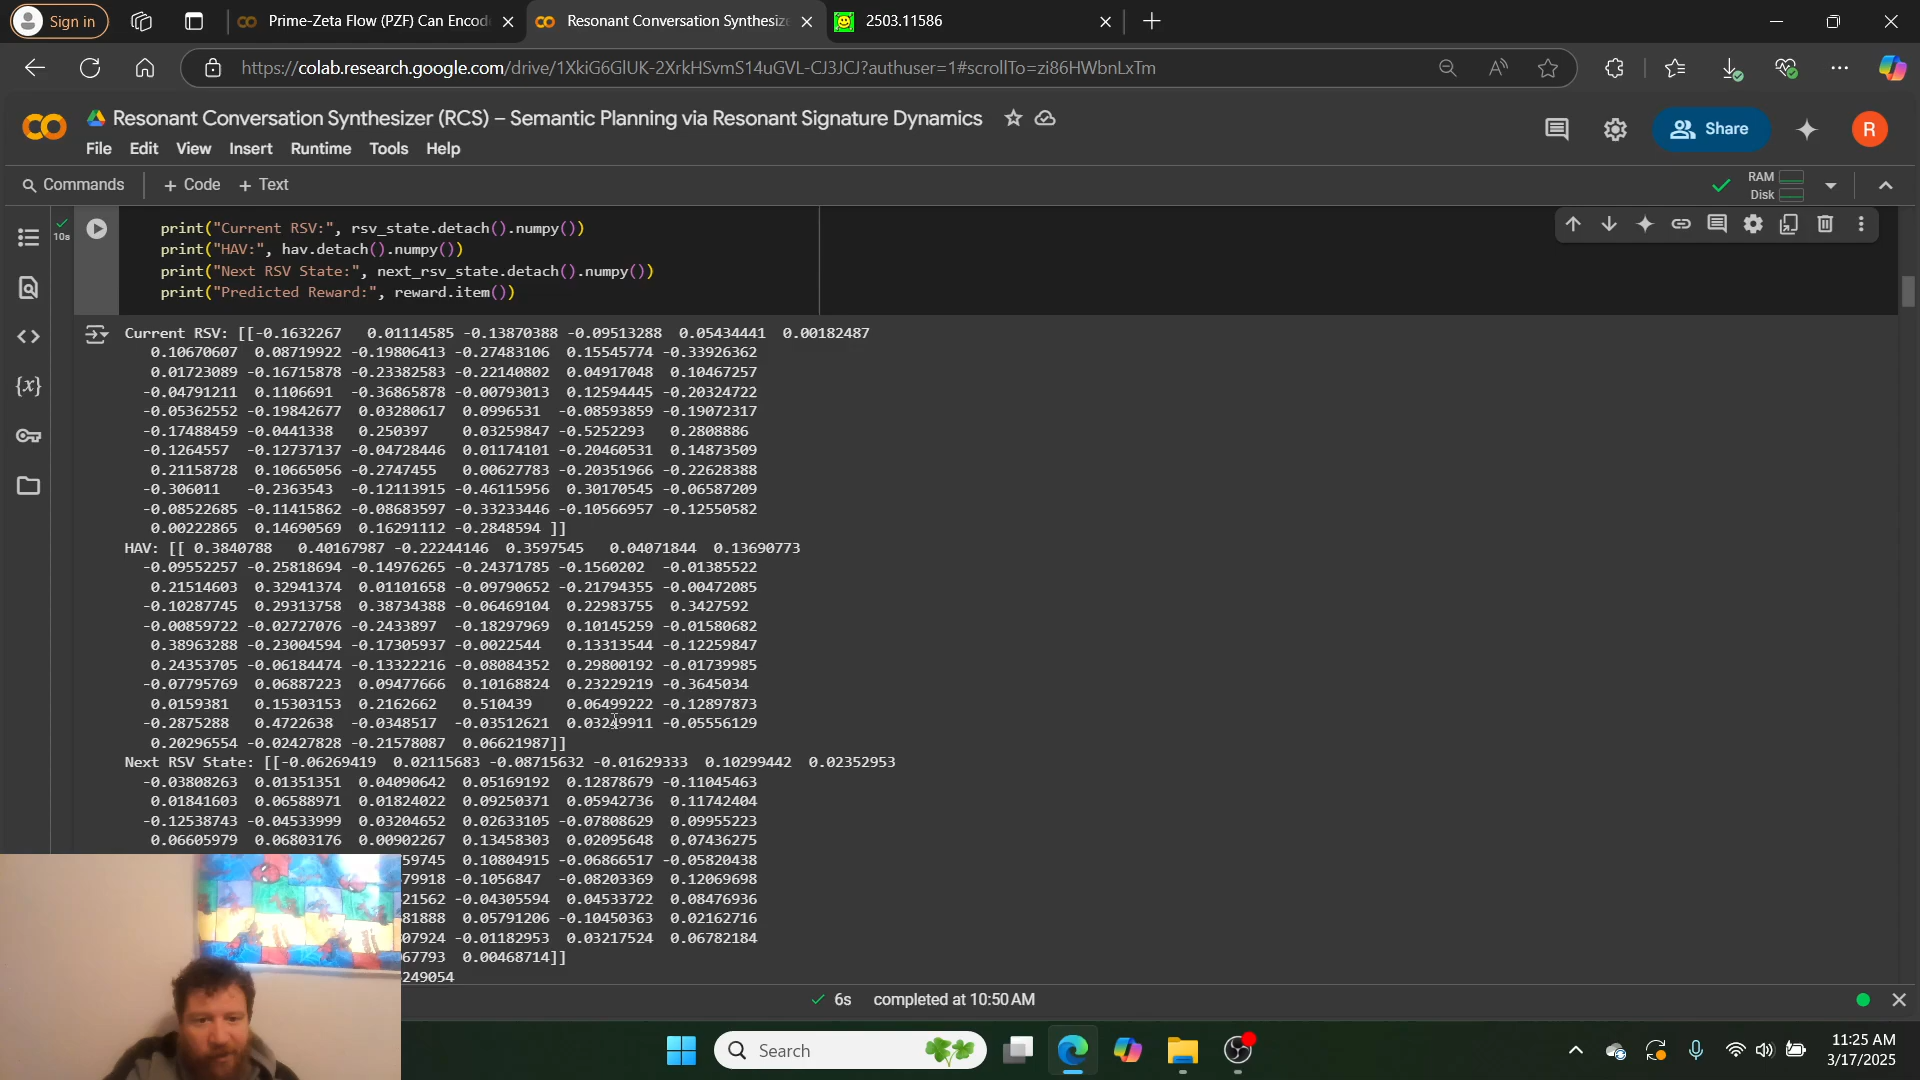 Sign in
Prime-Zeta Flow (PZF) Can Encod
Resonant Conversation Synthesize
2503.11586
https://colab.research.google.com/drive/1XkiG6GlUK-2XrkHSvmS14uGVL-CJ3JCJ?authuser=1#scrollTo=zi86HWbnLxTm
Resonant Conversation Synthesizer (RCS) – Semantic Planning via Resonant Signature Dynamics
Share
R
File Edit View Insert Runtime Tools Help
Commands + Code + Text
RAM
Disk
10s
print("Current RSV:", rsv_state.detach().numpy())
print("HAV:", hav.detach().numpy())
print("Next RSV State:", next_rsv_state.detach().numpy())
print("Predicted Reward:", reward.item())
Current RSV: [[-0.1632267 0.01114585 -0.13870388 -0.09513288 0.05434441 0.00182487
0.10670607 0.08719922 -0.19806413 -0.27483106 0.15545774 -0.33926362
0.01723089 -0.16715878 -0.23382583 -0.22140802 0.04917048 0.10467257
-0.04791211 0.1106691 -0.36865878 -0.00793013 0.12594445 -0.20324722
-0.05362552 -0.19842677 0.03280617 0.0996531 -0.08593859 -0.19072317
-0.17488459 -0.0441338 0.250397 0.03259847 -0.5252293 0.2808886
-0.1264557 -0.12737137 -0.04728446 0.01174101 -0.20460531 0.14873509
0.21158728 0.10665056 -0.2747455 0.00627783 -0.20351966 -0.22628388
-0.306011 -0.2363543 -0.12113915 -0.46115956 0.30170545 -0.06587209
-0.08522685 -0.11415862 -0.08683597 -0.33233446 -0.10566967 -0.12550582
0.00222865 0.14690569 0.16291112 -0.2848594 ]]
HAV: [[ 0.3840788 0.40167987 -0.22244146 0.3597545 0.04071844 0.13690773
-0.09552257 -0.25818694 -0.14976265 -0.24371785 -0.1560202 -0.01385522
0.21514603 0.32941374 0.01101658 -0.09790652 -0.21794355 -0.00472085
-0.10287745 0.29313758 0.38734388 -0.06469104 0.22983755 0.3427592
-0.00859722 -0.02727076 -0.2433897 -0.18297969 0.10145259 -0.01580682
0.38963288 -0.23004594 -0.17305937 -0.0022544 0.13313544 -0.12259847
0.24353705 -0.06184474 -0.13322216 -0.08084352 0.29800192 -0.01739985
-0.07795769 0.06887223 0.09477666 0.10168824 0.23229219 -0.3645034
0.0159381 0.15303153 0.2162662 0.510439 0.06499222 -0.12897873
-0.2875288 0.4722638 -0.0348517 -0.03512621 0.03249911 -0.05556129
0.20296554 -0.02427828 -0.21578087 0.06621987]]
Next RSV State: [[-0.06269419 0.02115683 -0.08715632 -0.01629333 0.10299442 0.02352953
-0.03808263 0.01351351 0.04090642 0.05169192 0.12878679 -0.11045463
0.01841603 0.06588971 0.01824022 0.09250371 0.05942736 0.11742404
-0.12538743 -0.04533999 0.03204652 0.02633105 -0.07808629 0.09955223
0.06605979 0.06803176 0.00902267 0.13458303 0.02095648 0.07436275
59745 0.10804915 -0.06866517 -0.05820438
79918 -0.1056847 -0.08203369 0.12069698
21562 -0.04305594 0.04533722 0.08476936
81888 0.05791206 -0.10450363 0.02162716
07924 -0.01182953 0.03217524 0.06782184
67793 0.00468714]]
249054
6s completed at 10:50 AM
Search
11:25 AM
3/17/2025